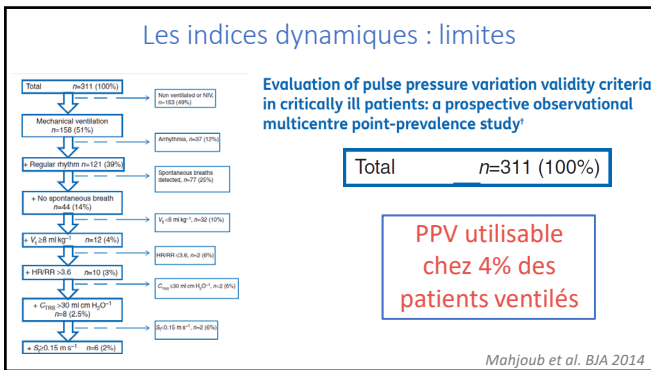 Les indices dynamiques : limites
Total n=311 (100%)
Non ventilated or NIV,
n=153 (49%)
Mechanical ventilation
n=158 (51%)
Arrhythmia, n=37 (12%)
+ Regular rhythm n=121 (39%)
Spontaneous breaths
detected, n=77 (25%)
+ No spontaneous breath
n=44 (14%)
Vt<8 ml kg⁻¹, n=32 (10%)
+ Vt≥8 ml kg⁻¹ n=12 (4%)
HR/RR ≤3.6, n=2 (6%)
+ HR/RR >3.6 n=10 (3%)
CTRS≤30 ml cm H₂O⁻¹, n=2 (6%)
+ CTRS >30 ml cm H₂O⁻¹
n=8 (2.5%)
St<0.15 m s⁻¹, n=2 (6%)
+ St≥0.15 m s⁻¹ n=6 (2%)
Evaluation of pulse pressure variation validity criteria
in critically ill patients: a prospective observational
multicentre point-prevalence study†
Total n=311 (100%)
PPV utilisable
chez 4% des
patients ventilés
Mahjoub et al. BJA 2014